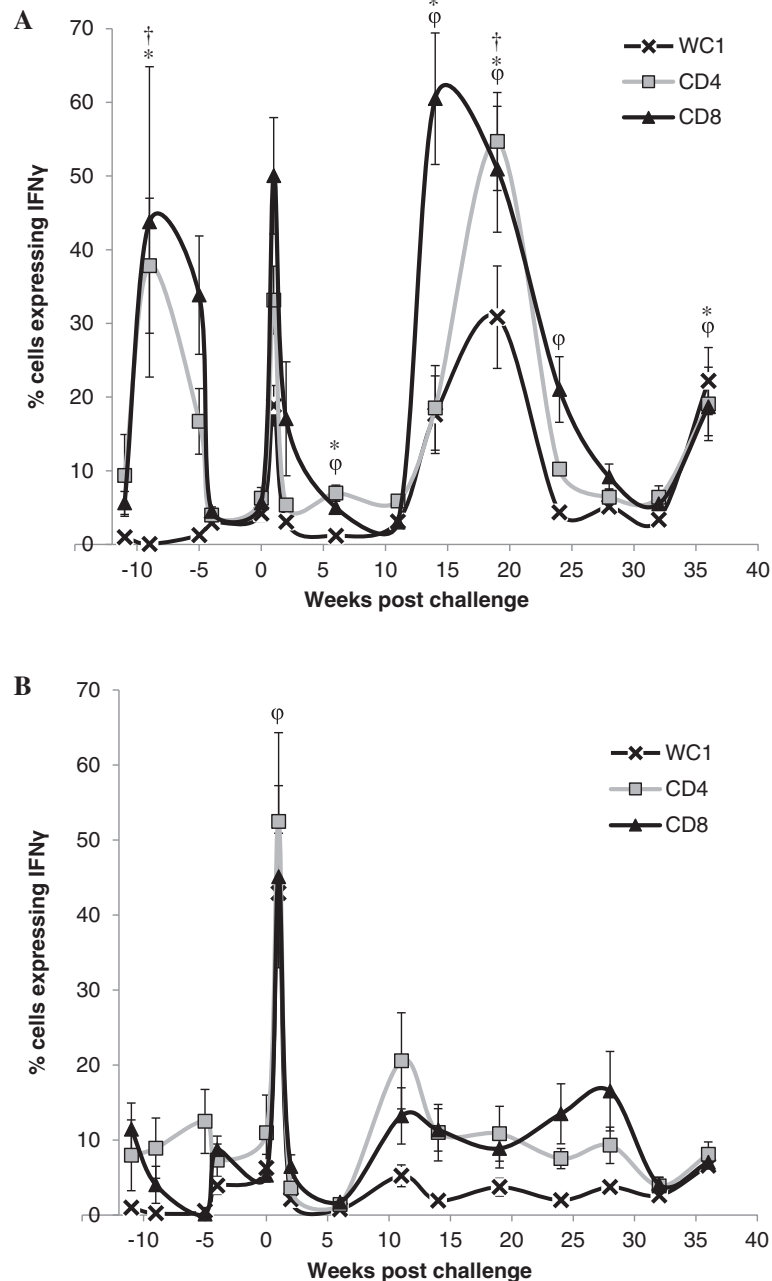 A
70
60
50
40
30
20
10
0
% cells expressing IFNγ
†
*
*
φ
*
φ
†
*
φ
φ
*
φ
WC1
CD4
CD8
-10 -5 0 5 10 15 20 25 30 35 40
Weeks post challenge
B
70
60
50
40
30
20
10
0
% cells expressing IFNγ
φ
WC1
CD4
CD8
-10 -5 0 5 10 15 20 25 30 35 40
Weeks post challenge